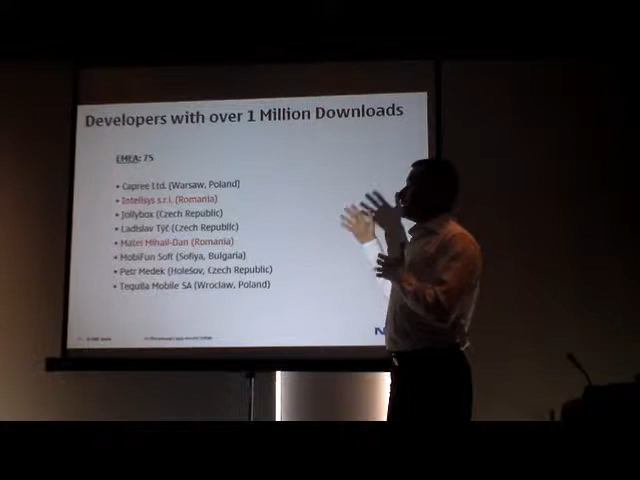 Developers with over 1 Million Downloads
EMEA: 75
• Capree Ltd. (Warsaw, Poland)
• Intellisys s.r.l. (Romania)
• Jollybox (Czech Republic)
• Ladislav Týč (Czech Republic)
• Matei Mihail-Dan (Romania)
• MobiFun Soft (Sofiya, Bulgaria)
• Petr Medek (Holešov, Czech Republic)
• Tequila Mobile SA (Wroclaw, Poland)
N